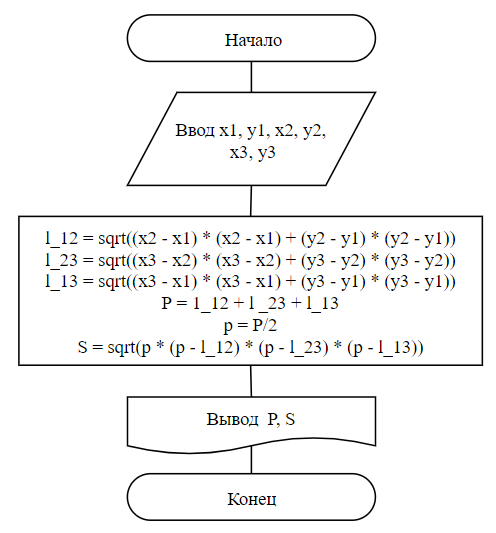 Начало
Ввод x1, y1, x2, y2,
x3, y3
l_12 = sqrt((x2 - x1) * (x2 - x1) + (y2 - y1) * (y2 - y1))
l_23 = sqrt((x3 - x2) * (x3 - x2) + (y3 - y2) * (y3 - y2))
l_13 = sqrt((x3 - x1) * (x3 - x1) + (y3 - y1) * (y3 - y1))
P = l_12 + l_23 + l_13
p = P/2
S = sqrt(p * (p - l_12) * (p - l_23) * (p - l_13))
Вывод P, S
Конец